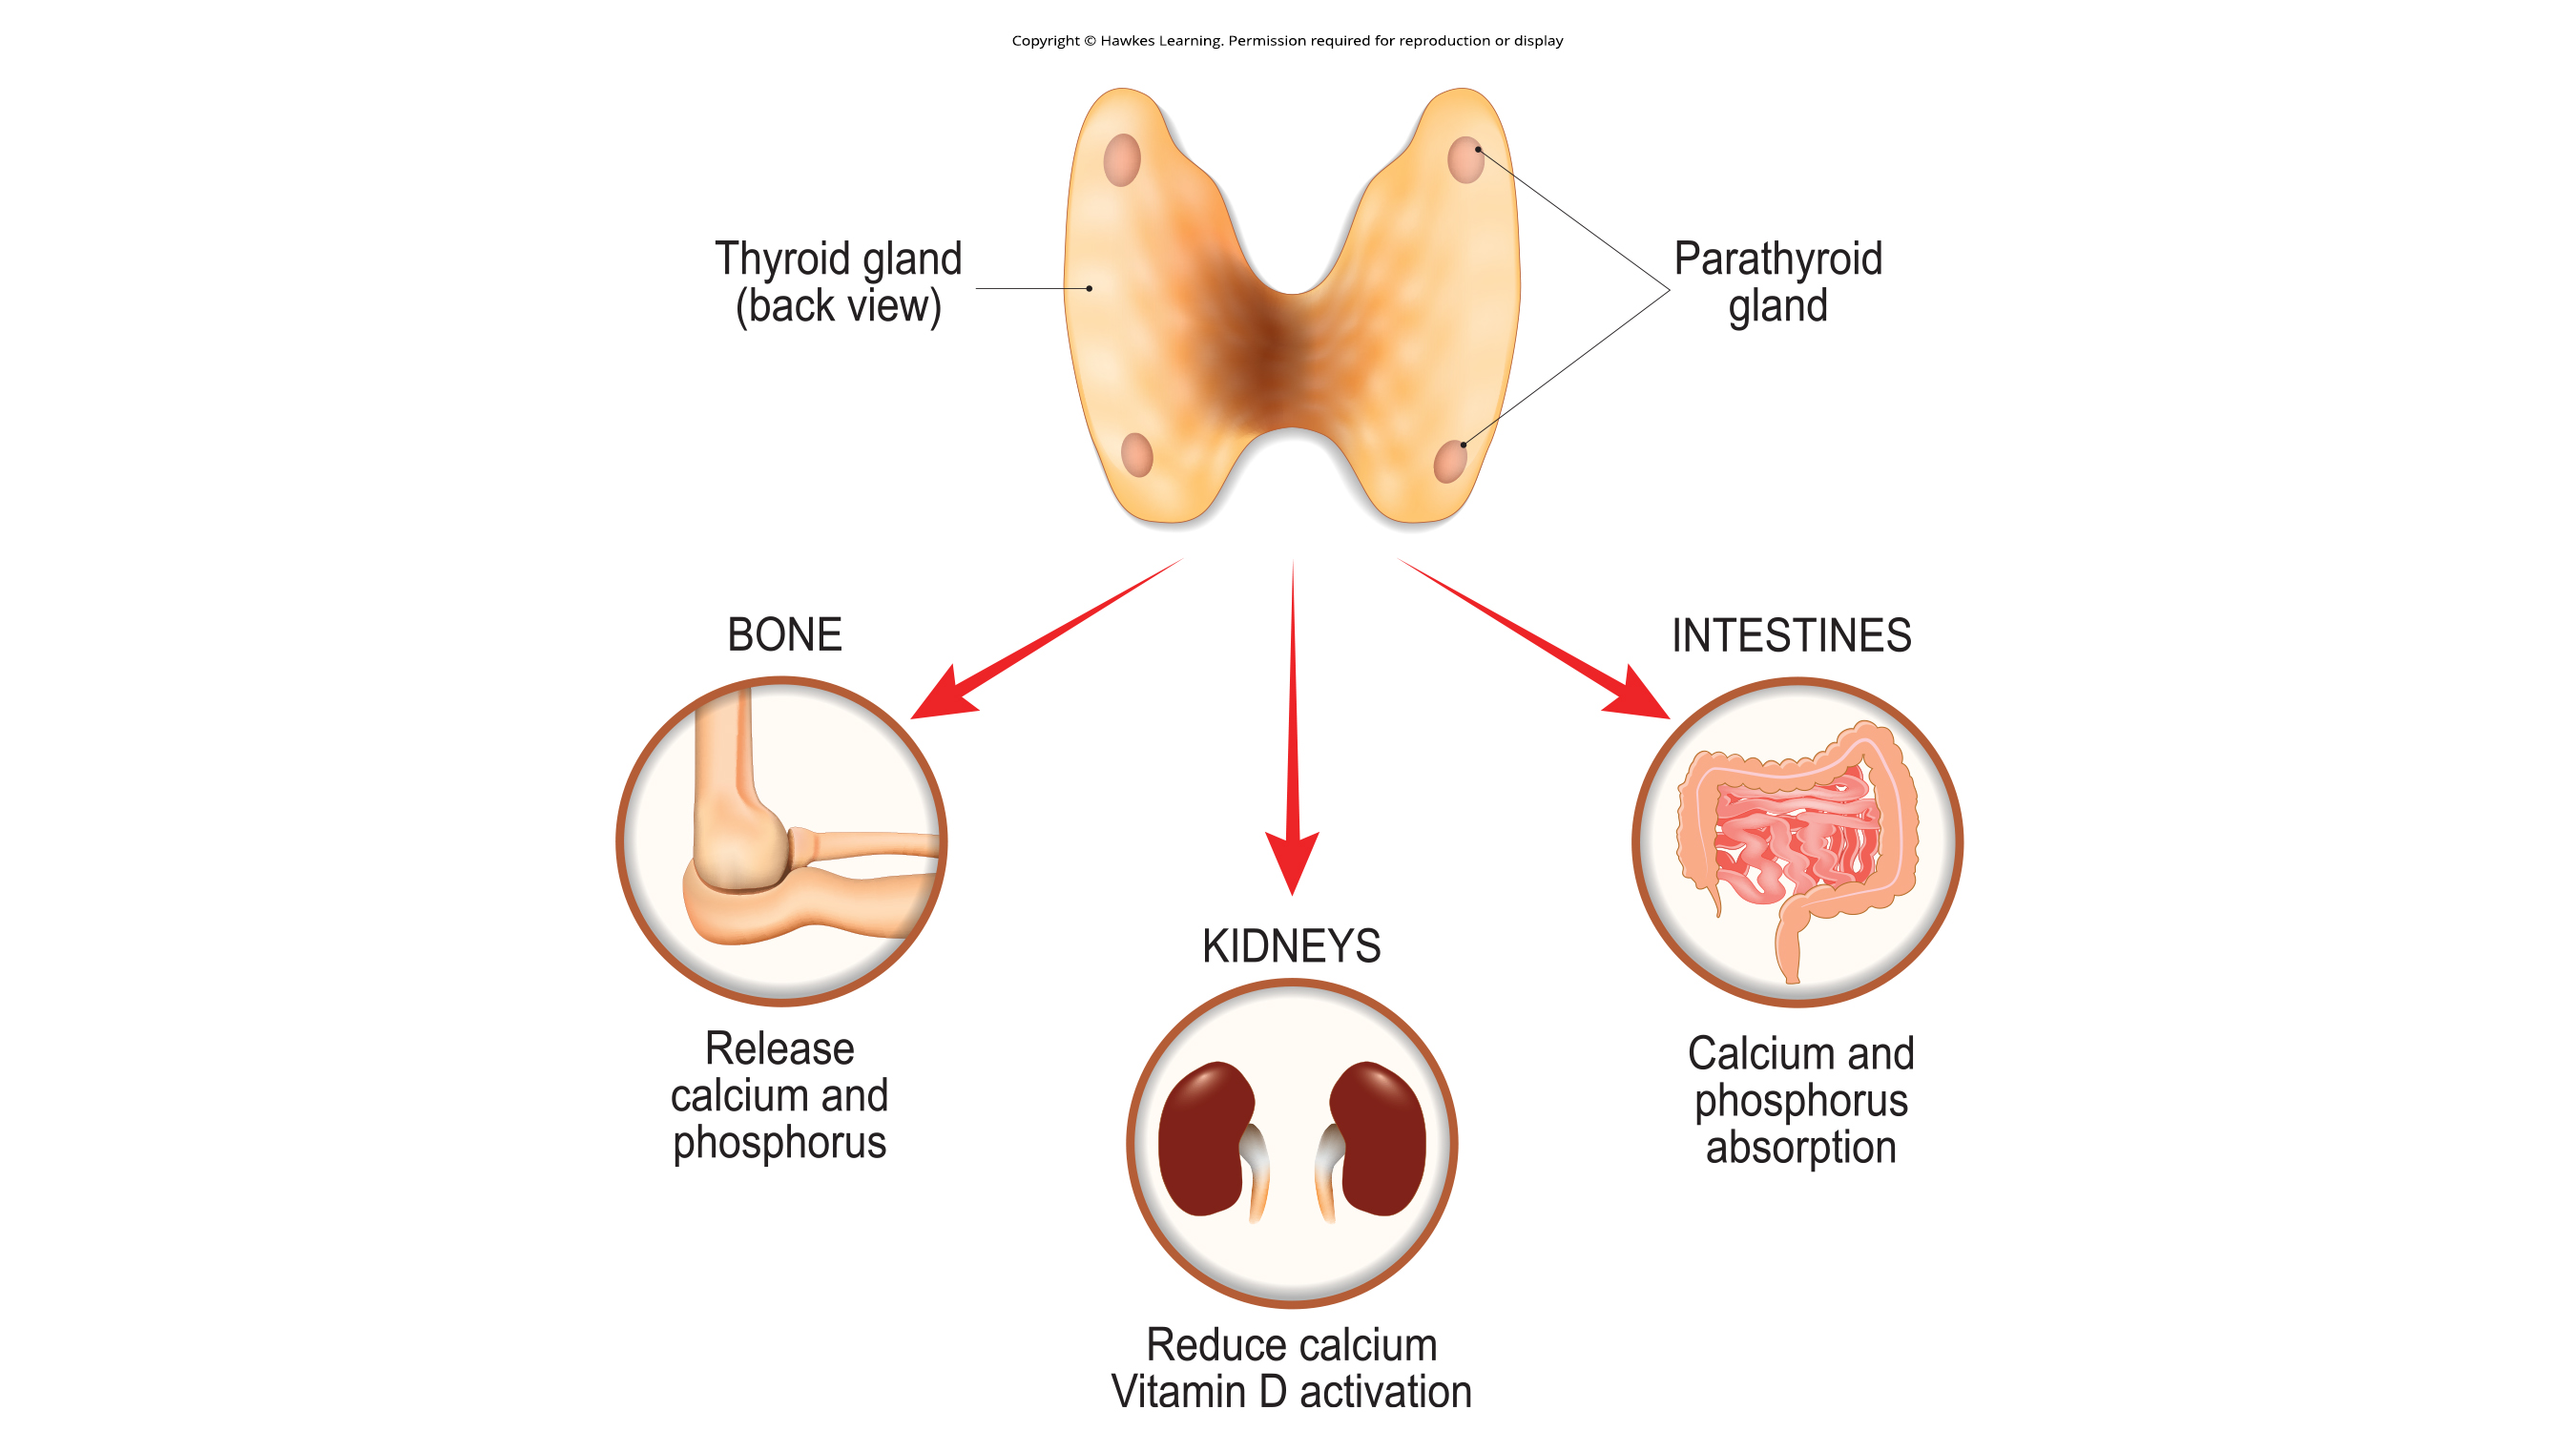 Copyright © Hawkes Learning. Permission required for reproduction or display
Thyroid gland
(back view)
Parathyroid
gland
BONE
INTESTINES
KIDNEYS
Release
calcium and
phosphorus
Calcium and
phosphorus
absorption
Reduce calcium
Vitamin D activation